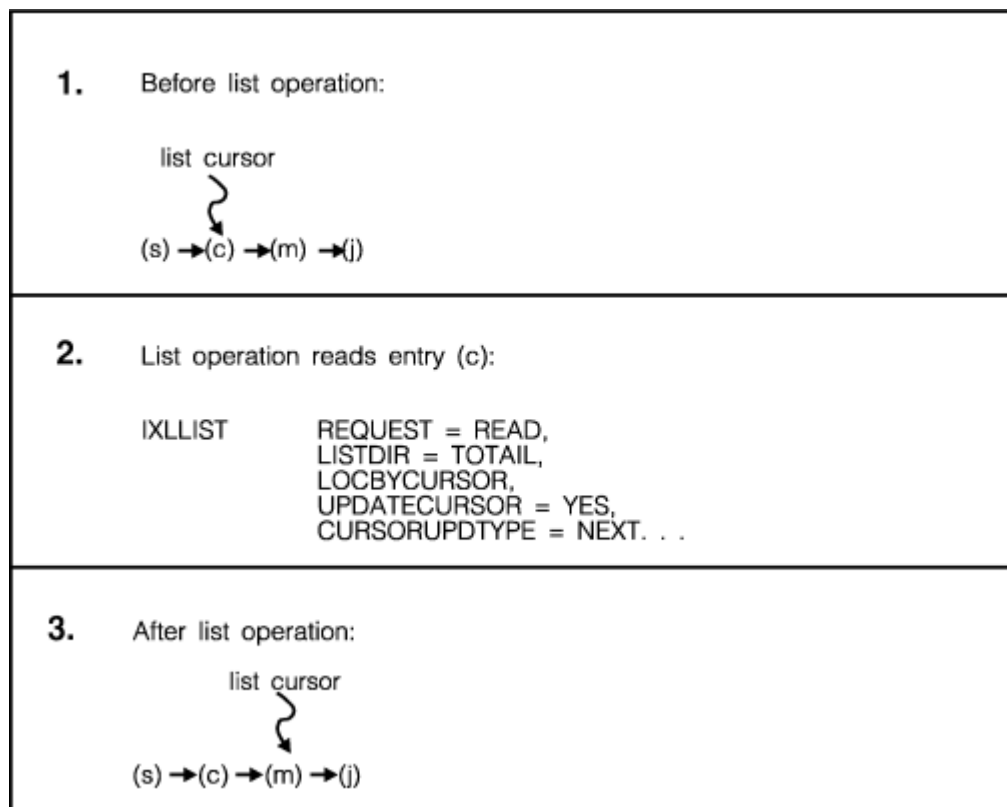 1. Before list operation:
list cursor
(s) →(c) →(m) →(j)
2. List operation reads entry (c):
IXLLIST REQUEST = READ,
LISTDIR = TOTAIL,
LOCBYCURSOR,
UPDATECURSOR = YES,
CURSORUPDTYPE = NEXT. . .
3. After list operation:
list cursor
(s) →(c) →(m) →(j)